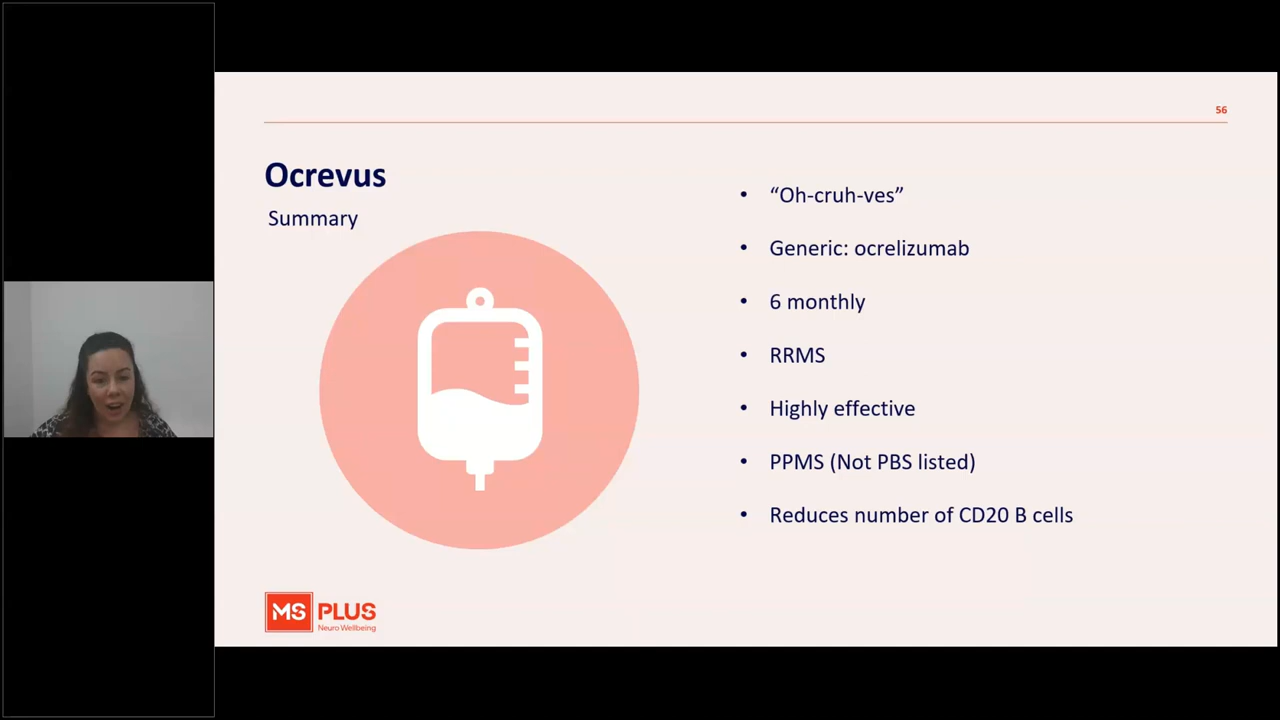 56
Ocrevus
Summary
• “Oh-cruh-ves”
• Generic: ocrelizumab
• 6 monthly
• RRMS
• Highly effective
• PPMS (Not PBS listed)
• Reduces number of CD20 B cells
MS PLUS
Neuro Wellbeing